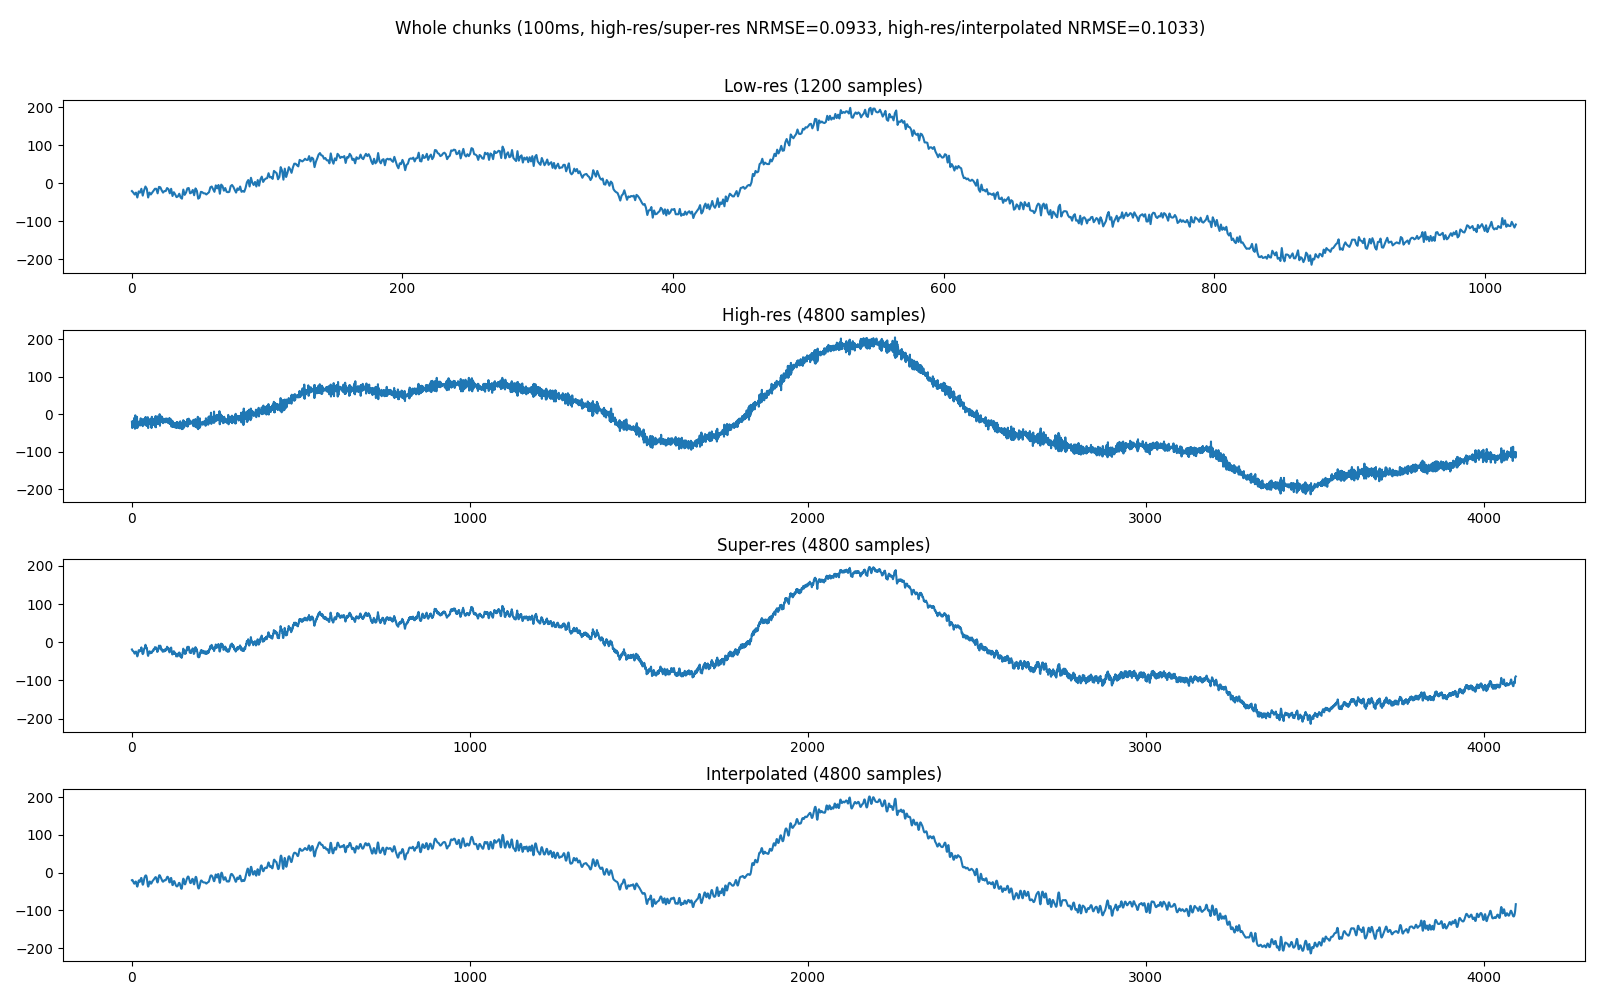 Whole chunks (100ms, high-res/super-res NRMSE=0.0933, high-res/interpolated NRMSE=0.1033)
Low-res (1200 samples)
200
100
0
−100
−200
0 200 400 600 800 1000
High-res (4800 samples)
200
100
0
−100
−200
0 1000 2000 3000 4000
Super-res (4800 samples)
200
100
0
−100
−200
0 1000 2000 3000 4000
Interpolated (4800 samples)
200
100
0
−100
−200
0 1000 2000 3000 4000